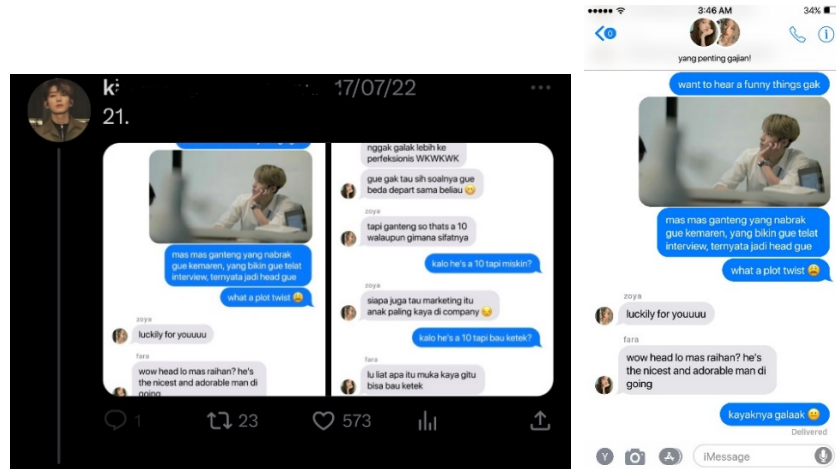 17/07/22
21.
mas mas ganteng yang nabrak
gue kemaren, yang bikin gue telat
interview, ternyata jadi head gue
what a plot twist 😩
zoya
luckily for youuuu
fara
wow head lo mas raihan? he's
the nicest and adorable man di
going
nggak galak lebih ke
perfeksionis WKWKWK
gue gak tau sih soalnya gue
beda depart sama beliau
zoya
tapi ganteng so thats a 10
walaupun gimana sifatnya
kalo he's a 10 tapi miskin?
zoya
siapa juga tau marketing itu
anak paling kaya di company 😏
kalo he's a 10 tapi bau ketek?
fara
lu liat apa itu muka kaya gitu
bisa bau ketek
1
23
573
3:46 AM
34%
0
yang penting gajian!
want to hear a funny things gak
mas mas ganteng yang nabrak
gue kemaren, yang bikin gue telat
interview, ternyata jadi head gue
what a plot twist 😩
zoya
luckily for youuuu
fara
wow head lo mas raihan? he's
the nicest and adorable man di
going
kayaknya galaak
Delivered
iMessage